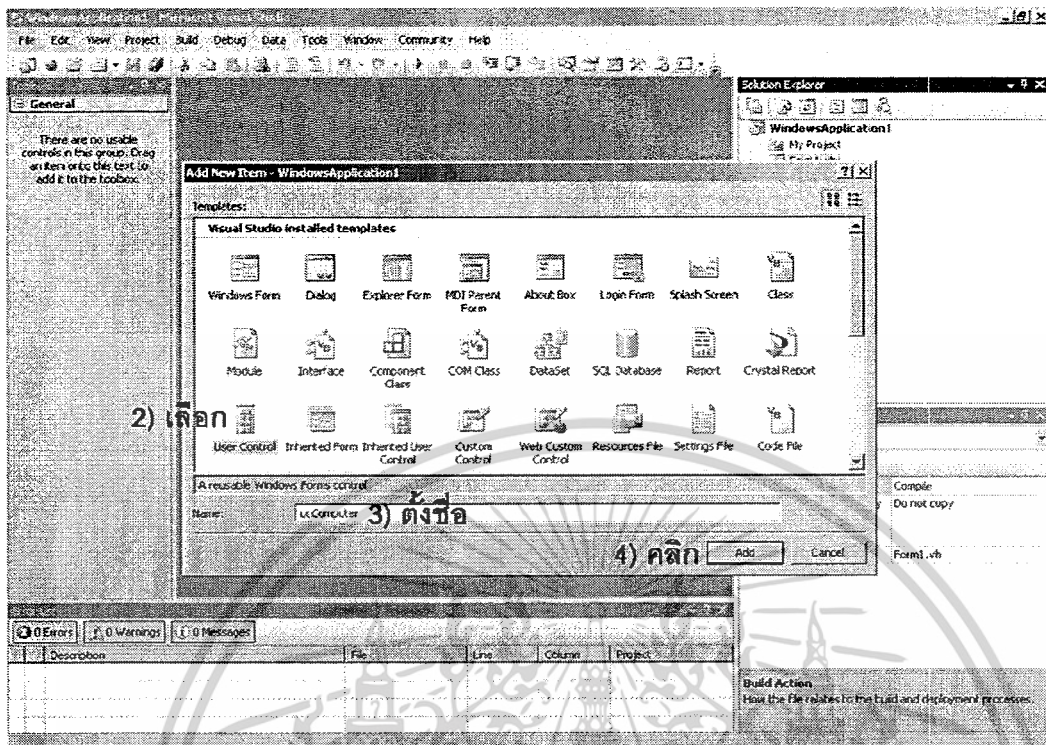 WindowsApplication1 - Microsoft Visual Studio
File Edit View Project Build Debug Data Tools Window Community Help
General
There are no usable
controls in this group. Drag
an item onto this text to
add it to the toolbox.
Solution Explorer
WindowsApplication1
My Project
Form1.vb
Add New Item - WindowsApplication1
Templates:
Visual Studio installed templates
Windows Form Dialog Explorer Form MDI Parent Form About Box Login Form Splash Screen Class
Module Interface Component Class COM Class DataSet SQL Database Report Crystal Report
2) เลือก
User Control Inherited Form Inherited User Control Custom Control Web Custom Control Resources File Settings File Code File
A reusable Windows Forms control
Name: ucComputer 3) ตั้งชื่อ
4) คลิก Add Cancel
Compile
Do not copy
Form1.vb
0 Errors 0 Warnings 0 Messages
Description File Line Column Project
Build Action
How the file relates to the build and deployment processes.